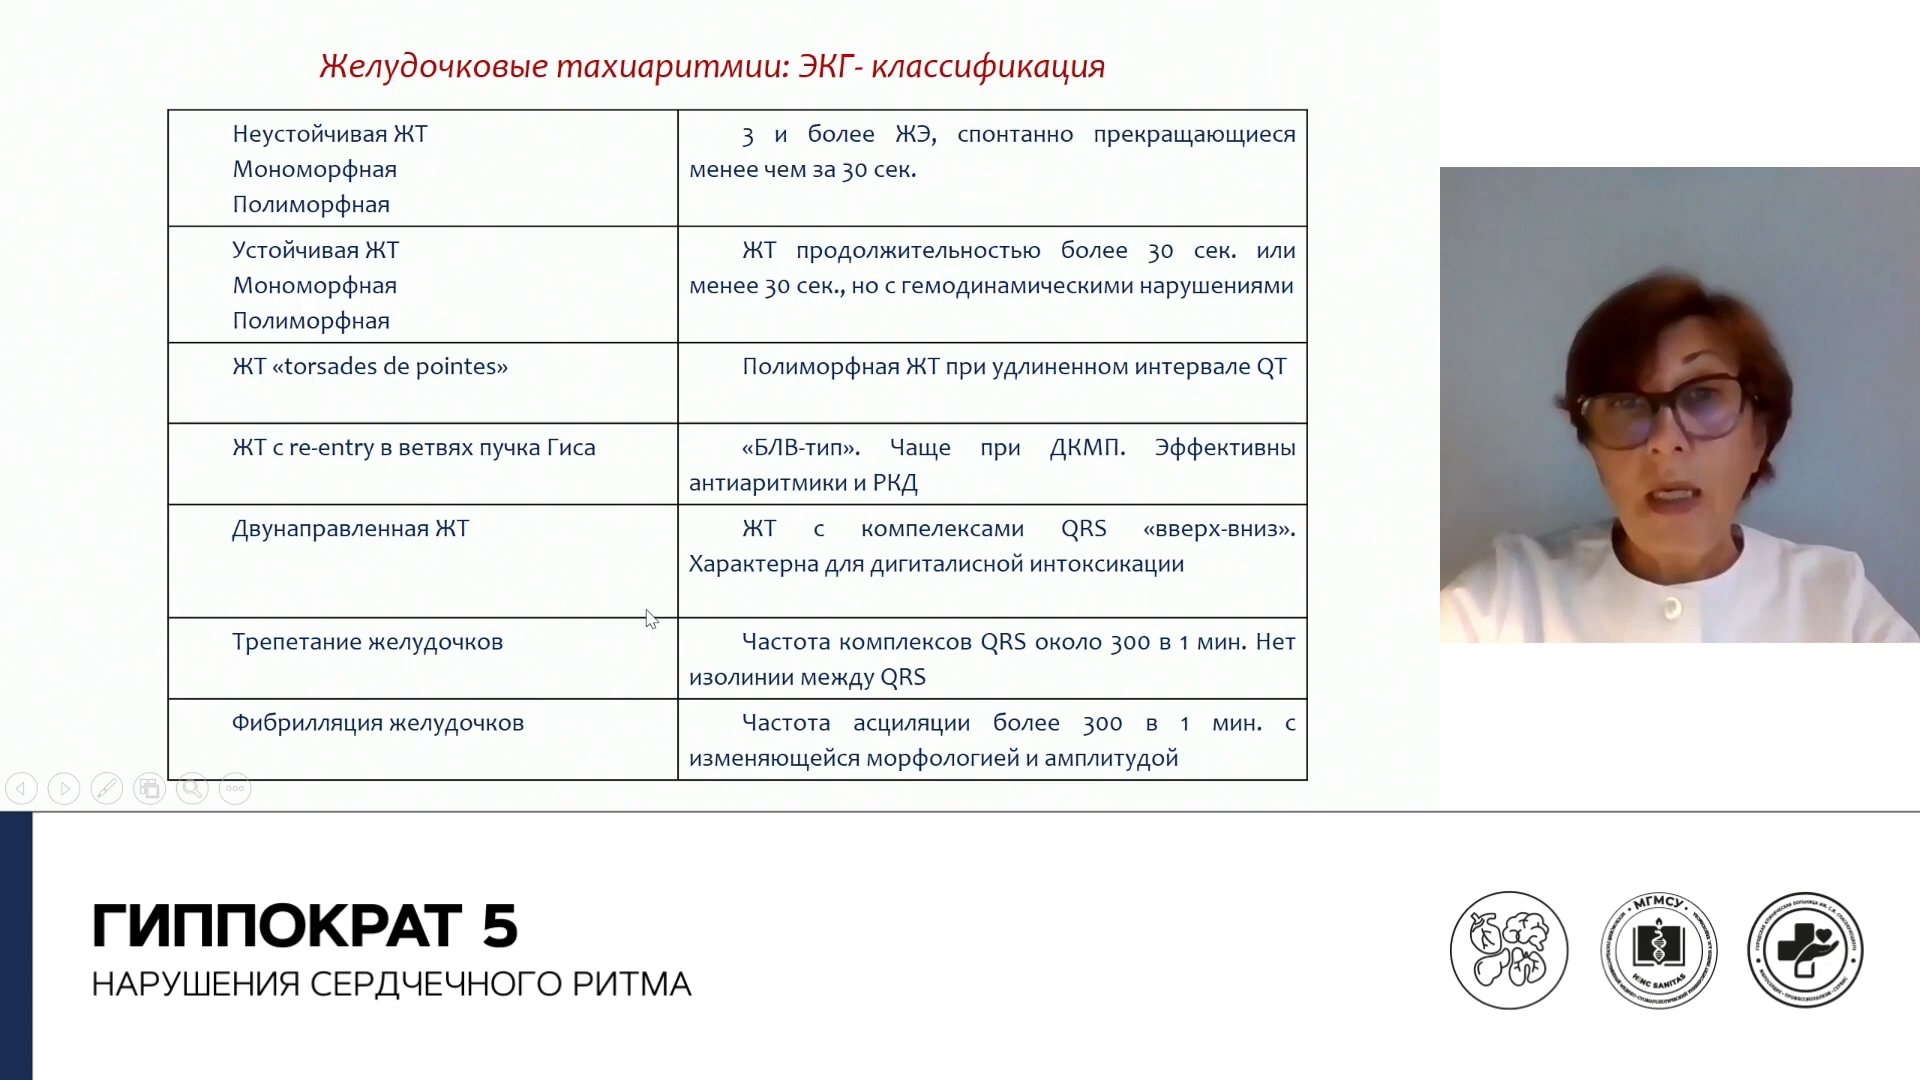 Желудочковые тахиаритмии: ЭКГ- классификация
Неустойчивая ЖТ
Мономорфная
Полиморфная
3 и более ЖЭ, спонтанно прекращающиеся
менее чем за 30 сек.
Устойчивая ЖТ
Мономорфная
Полиморфная
ЖТ продолжительностью более 30 сек. или
менее 30 сек., но с гемодинамическими нарушениями
ЖТ «torsades de pointes»
Полиморфная ЖТ при удлиненном интервале QT
ЖТ с re-entry в ветвях пучка Гиса
«БЛВ-тип». Чаще при ДКМП. Эффективны
антиаритмики и РКД
Двунаправленная ЖТ
ЖТ с компелексами QRS «вверх-вниз».
Характерна для дигиталисной интоксикации
Трепетание желудочков
Частота комплексов QRS около 300 в 1 мин. Нет
изолинии между QRS
Фибрилляция желудочков
Частота асциляции более 300 в 1 мин. с
изменяющейся морфологией и амплитудой
ГИППОКРАТ 5
НАРУШЕНИЯ СЕРДЧЕЧНОГО РИТМА
МГМСУ